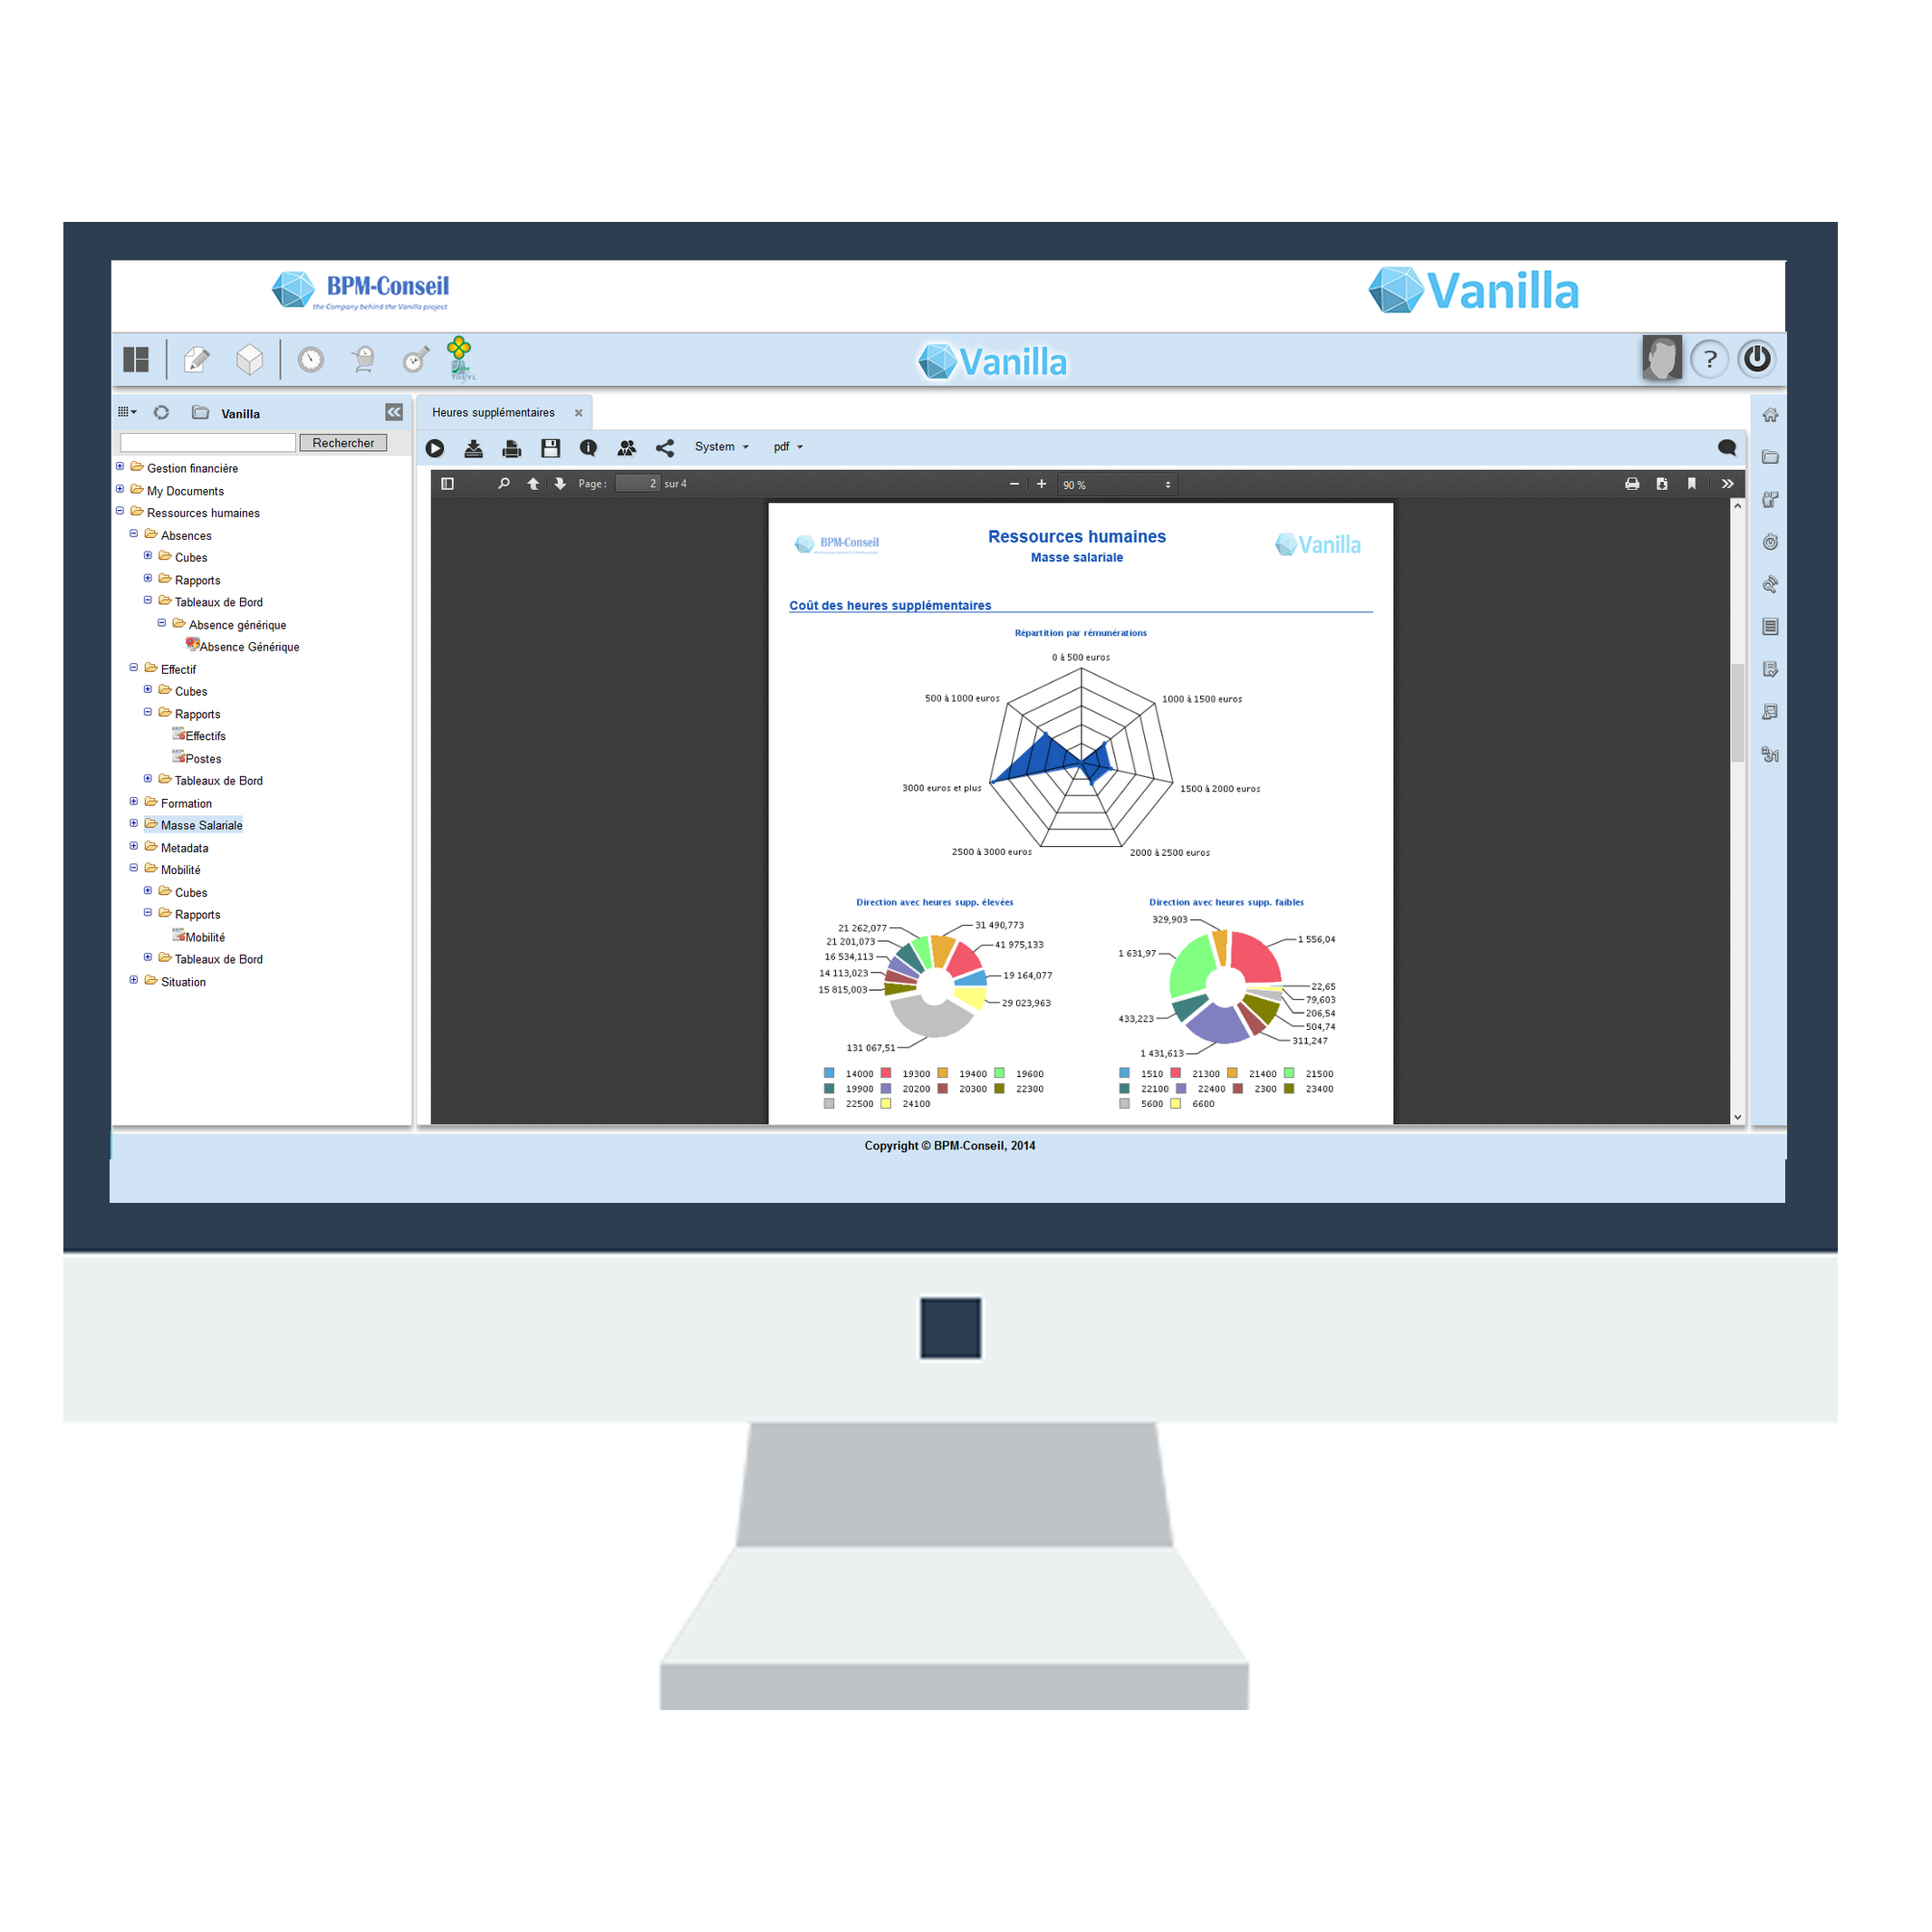 BPM-Conseil
the Company behind the Vanilla project
Vanilla
Vanilla
?
Vanilla
Rechercher
Gestion financière
My Documents
Ressources humaines
Absences
Cubes
Rapports
Tableaux de Bord
Absence générique
Absence Générique
Effectif
Cubes
Rapports
Effectifs
Postes
Tableaux de Bord
Formation
Masse Salariale
Metadata
Mobilité
Cubes
Rapports
Mobilité
Tableaux de Bord
Situation
Heures supplémentaires
System
pdf
Page : 2 sur 4
90 %
BPM-Conseil
Ressources humaines
Masse salariale
Vanilla
Coût des heures supplémentaires
Répartition par rémunérations
0 à 500 euros
500 à 1000 euros
1000 à 1500 euros
3000 euros et plus
1500 à 2000 euros
2500 à 3000 euros
2000 à 2500 euros
Direction avec heures supp. élevées
21 262,077
31 490,773
21 201,073
41 975,133
16 534,113
14 113,023
19 164,077
15 815,003
29 023,963
131 067,51
14000 19300 19400 19600
19900 20200 20300 22300
22500 24100
Direction avec heures supp. faibles
329,903
1 556,04
1 631,97
22,65
79,603
206,54
433,223
504,74
311,247
1 431,613
1510 21300 21400 21500
22100 22400 2300 23400
5600 6600
31
Copyright © BPM-Conseil, 2014